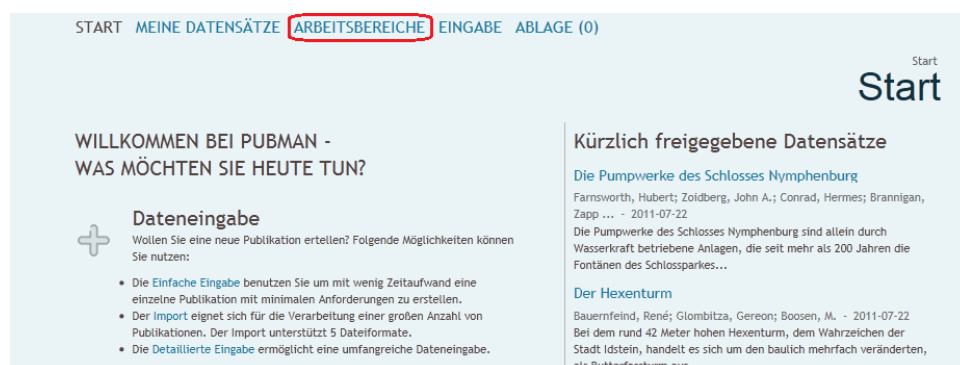 START MEINE DATENSÄTZE ARBEITSBEREICHE EINGABE ABLAGE (0)
Start
Start
WILLKOMMEN BEI PUBMAN -
WAS MÖCHTEN SIE HEUTE TUN?
Dateneingabe
Wollen Sie eine neue Publikation ertellen? Folgende Möglichkeiten können
Sie nutzen:
• Die Einfache Eingabe benutzen Sie um mit wenig Zeitaufwand eine
einzelne Publikation mit minimalen Anforderungen zu erstellen.
• Der Import eignet sich für die Verarbeitung einer großen Anzahl von
Publikationen. Der Import unterstützt 5 Dateiformate.
• Die Detaillierte Eingabe ermöglicht eine umfangreiche Dateneingabe.
Kürzlich freigegebene Datensätze
Die Pumpwerke des Schlosses Nymphenburg
Farnsworth, Hubert; Zoidberg, John A.; Conrad, Hermes; Brannigan,
Zapp ... - 2011-07-22
Die Pumpwerke des Schlosses Nymphenburg sind allein durch
Wasserkraft betriebene Anlagen, die seit mehr als 200 Jahren die
Fontänen des Schlossparkes...
Der Hexenturm
Bauernfeind, René; Glombitza, Gereon; Boosen, M. - 2011-07-22
Bei dem rund 42 Meter hohen Hexenturm, dem Wahrzeichen der
Stadt Idstein, handelt es sich um den baulich mehrfach veränderten,